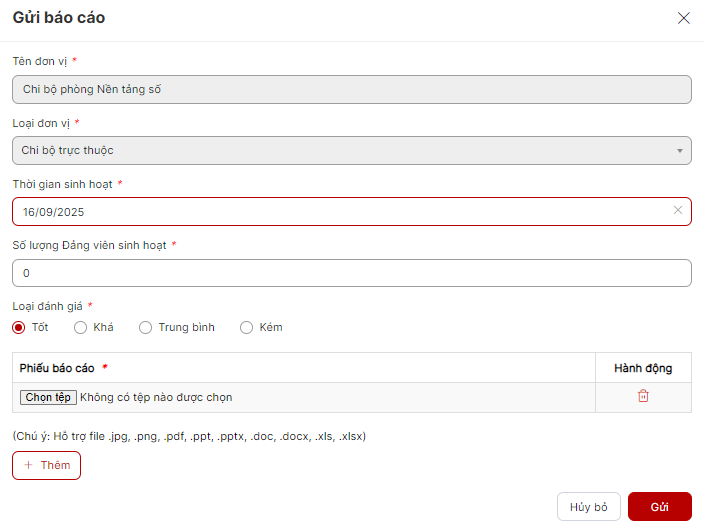 Gửi báo cáo
Tên đơn vị *
Chi bộ phòng Nền tảng số
Loại đơn vị *
Chi bộ trực thuộc
Thời gian sinh hoạt *
16/09/2025
Số lượng Đảng viên sinh hoạt *
0
Loại đánh giá *
Tốt Khá Trung bình Kém
Phiếu báo cáo * Hành động
Chọn tệp Không có tệp nào được chọn
(Chú ý: Hỗ trợ file .jpg, .png, .pdf, .ppt, .pptx, .doc, .docx, .xls, .xlsx)
+ Thêm
Hủy bỏ Gửi